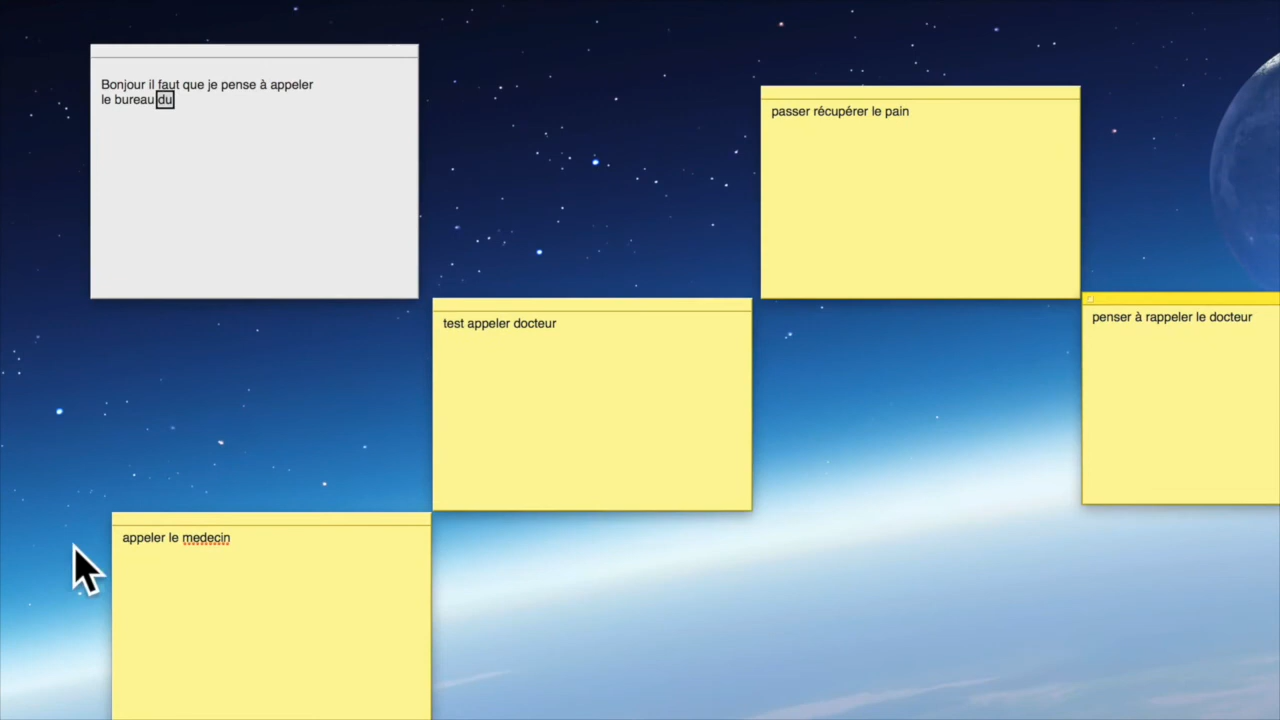 Bonjour il faut que je pense à appeler
le bureau du
passer récupérer le pain
test appeler docteur
penser à rappeler le docteur
appeler le medecin